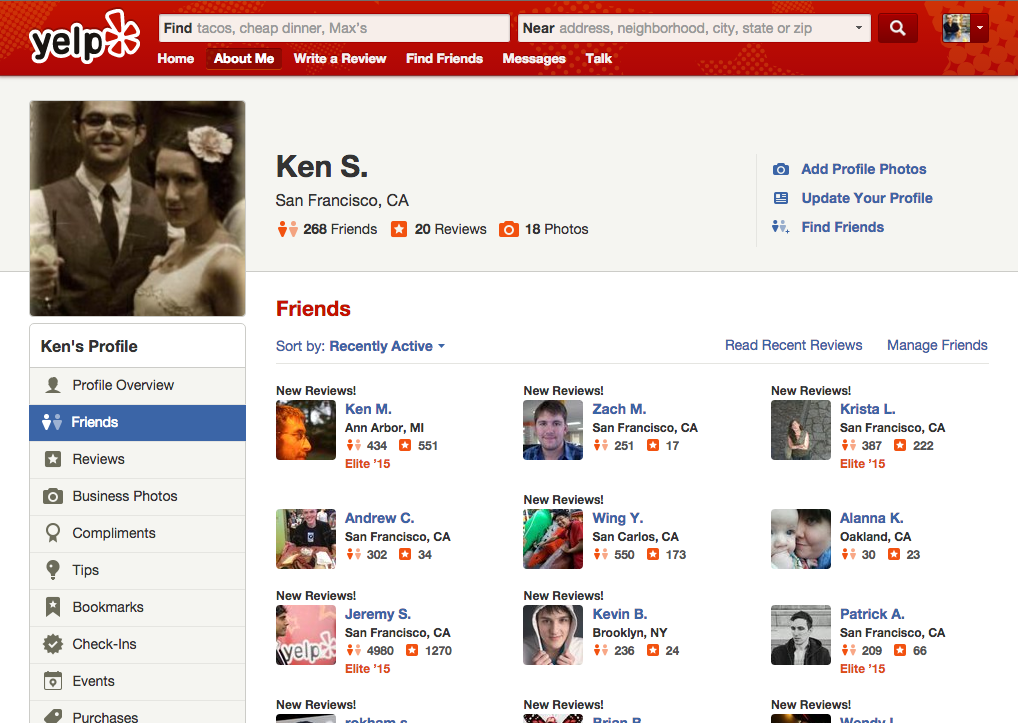 yelp
Find tacos, cheap dinner, Max's
Near address, neighborhood, city, state or zip
Home About Me Write a Review Find Friends Messages Talk
Ken S.
San Francisco, CA
268 Friends 20 Reviews 18 Photos
Add Profile Photos
Update Your Profile
Find Friends
Ken's Profile
Profile Overview
Friends
Reviews
Business Photos
Compliments
Tips
Bookmarks
Check-Ins
Events
Purchases
Friends
Sort by: Recently Active
Read Recent Reviews Manage Friends
New Reviews!
Ken M.
Ann Arbor, MI
434 551
Elite '15
New Reviews!
Zach M.
San Francisco, CA
251 17
New Reviews!
Krista L.
San Francisco, CA
387 222
Elite '15
Andrew C.
San Francisco, CA
302 34
New Reviews!
Wing Y.
San Carlos, CA
550 173
Alanna K.
Oakland, CA
30 23
New Reviews!
yelp
Jeremy S.
San Francisco, CA
4980 1270
Elite '15
New Reviews!
Kevin B.
Brooklyn, NY
236 24
Patrick A.
San Francisco, CA
209 66
Elite '15
New Reviews!
rokham s.
New Reviews!
Brian B.
New Reviews!
Wendy L.